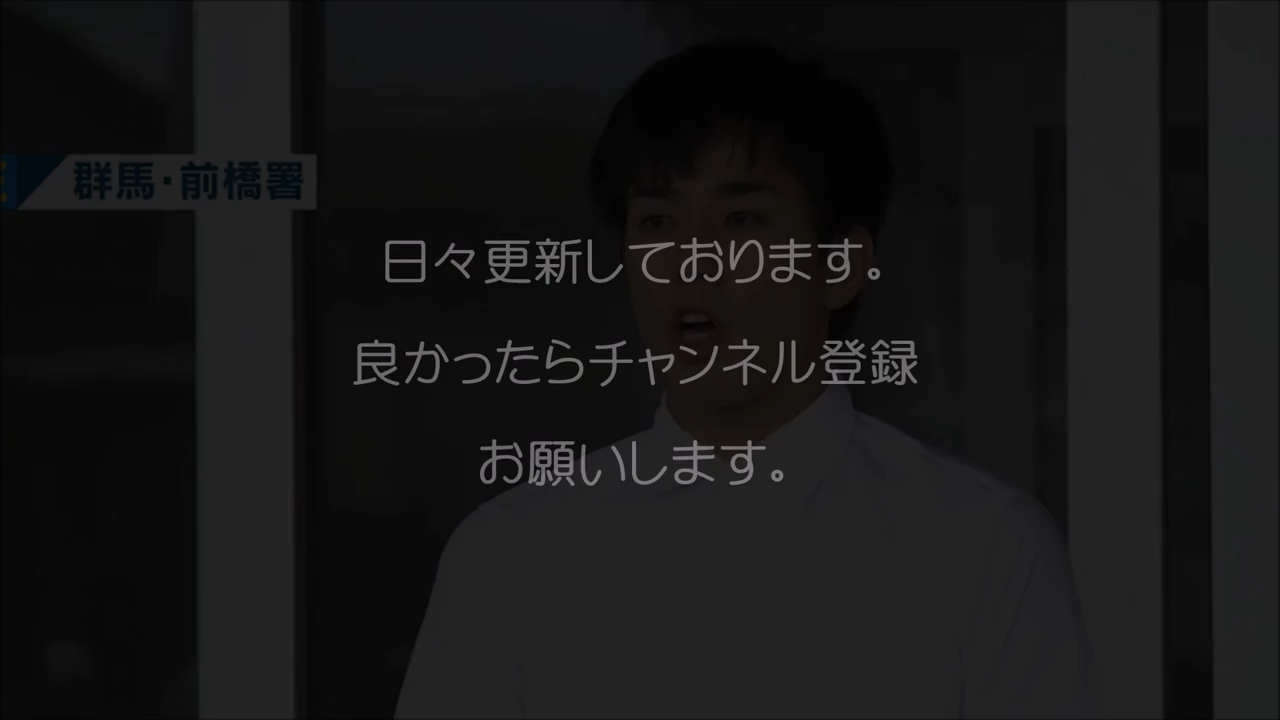 群馬・前橋署
日々更新しております。
良かったらチャンネル登録
お願いします。